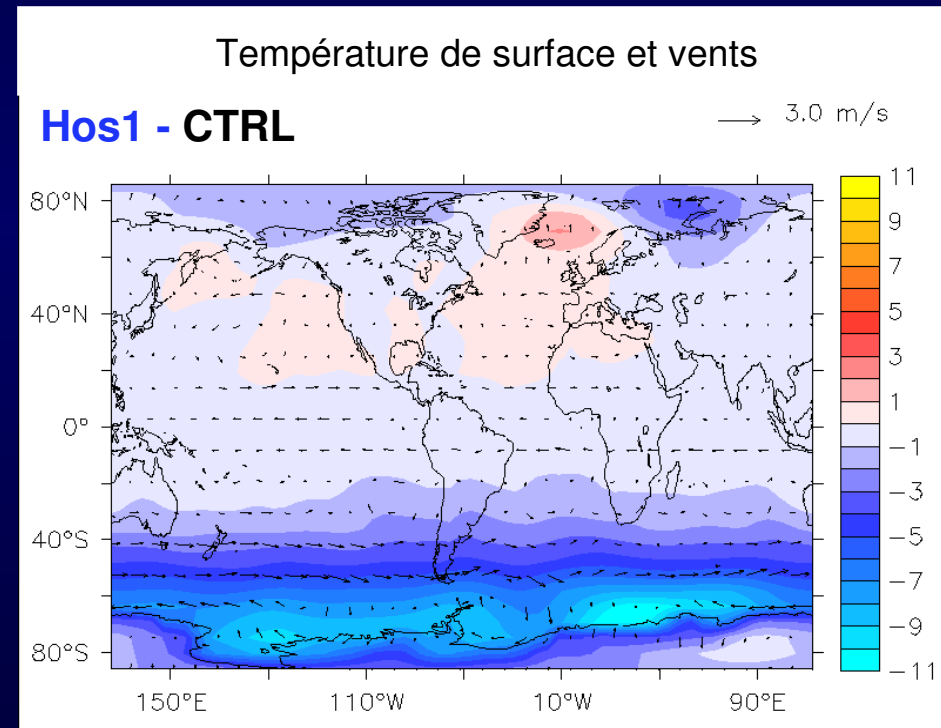 Température de surface et vents
Hos1 - CTRL
3.0 m/s
80°N
40°N
0°
40°S
80°S
150°E
110°W
10°W
90°E
11
9
7
5
3
1
−1
−3
−5
−7
−9
−11